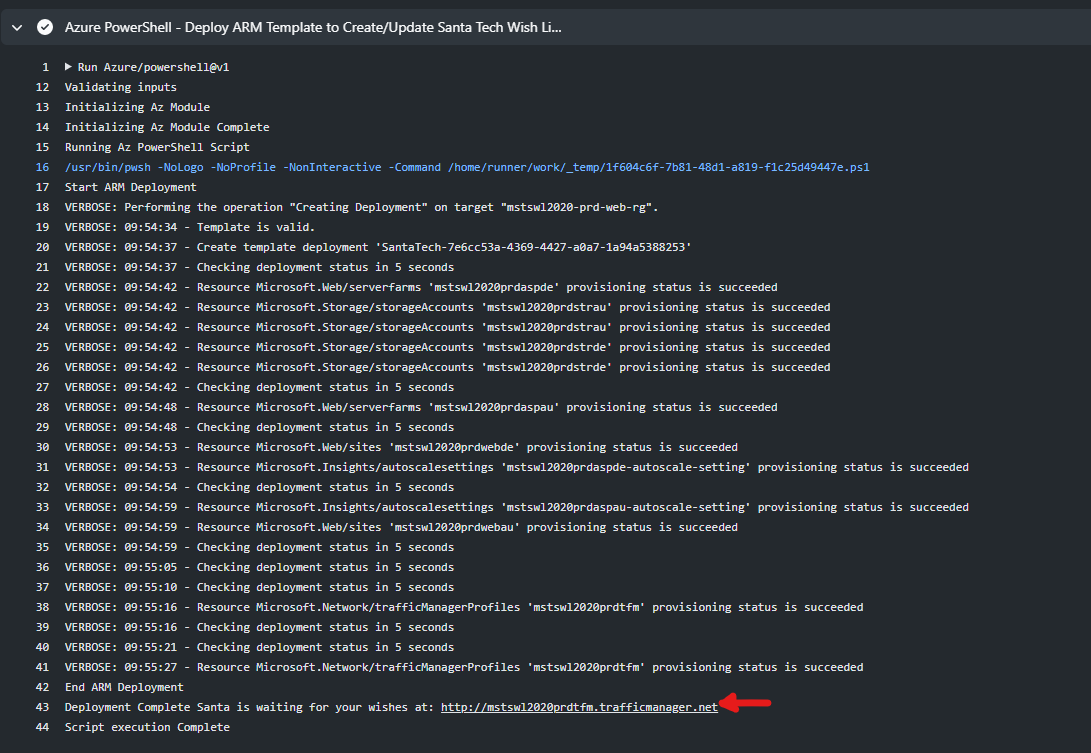 Azure PowerShell - Deploy ARM Template to Create/Update Santa Tech Wish Li...
1 Run Azure/powershell@v1
12 Validating inputs
13 Initializing Az Module
14 Initializing Az Module Complete
15 Running Az PowerShell Script
16 /usr/bin/pwsh -NoLogo -NoProfile -NonInteractive -Command /home/runner/work/_temp/1f604c6f-7b81-48d1-a819-f1c25d49447e.ps1
17 Start ARM Deployment
18 VERBOSE: Performing the operation "Creating Deployment" on target "mstswl2020-prd-web-rg".
19 VERBOSE: 09:54:34 - Template is valid.
20 VERBOSE: 09:54:37 - Create template deployment 'SantaTech-7e6cc53a-4369-4427-a0a7-1a94a5388253'
21 VERBOSE: 09:54:37 - Checking deployment status in 5 seconds
22 VERBOSE: 09:54:42 - Resource Microsoft.Web/serverfarms 'mstswl2020prdaspde' provisioning status is succeeded
23 VERBOSE: 09:54:42 - Resource Microsoft.Storage/storageAccounts 'mstswl2020prdstrau' provisioning status is succeeded
24 VERBOSE: 09:54:42 - Resource Microsoft.Storage/storageAccounts 'mstswl2020prdstrau' provisioning status is succeeded
25 VERBOSE: 09:54:42 - Resource Microsoft.Storage/storageAccounts 'mstswl2020prdstrde' provisioning status is succeeded
26 VERBOSE: 09:54:42 - Resource Microsoft.Storage/storageAccounts 'mstswl2020prdstrde' provisioning status is succeeded
27 VERBOSE: 09:54:42 - Checking deployment status in 5 seconds
28 VERBOSE: 09:54:48 - Resource Microsoft.Web/serverfarms 'mstswl2020prdaspau' provisioning status is succeeded
29 VERBOSE: 09:54:48 - Checking deployment status in 5 seconds
30 VERBOSE: 09:54:53 - Resource Microsoft.Web/sites 'mstswl2020prdwebde' provisioning status is succeeded
31 VERBOSE: 09:54:53 - Resource Microsoft.Insights/autoscalesettings 'mstswl2020prdaspde-autoscale-setting' provisioning status is succeeded
32 VERBOSE: 09:54:54 - Checking deployment status in 5 seconds
33 VERBOSE: 09:54:59 - Resource Microsoft.Insights/autoscalesettings 'mstswl2020prdaspau-autoscale-setting' provisioning status is succeeded
34 VERBOSE: 09:54:59 - Resource Microsoft.Web/sites 'mstswl2020prdwebau' provisioning status is succeeded
35 VERBOSE: 09:54:59 - Checking deployment status in 5 seconds
36 VERBOSE: 09:55:05 - Checking deployment status in 5 seconds
37 VERBOSE: 09:55:10 - Checking deployment status in 5 seconds
38 VERBOSE: 09:55:16 - Resource Microsoft.Network/trafficManagerProfiles 'mstswl2020prdtfm' provisioning status is succeeded
39 VERBOSE: 09:55:16 - Checking deployment status in 5 seconds
40 VERBOSE: 09:55:21 - Checking deployment status in 5 seconds
41 VERBOSE: 09:55:27 - Resource Microsoft.Network/trafficManagerProfiles 'mstswl2020prdtfm' provisioning status is succeeded
42 End ARM Deployment
43 Deployment Complete Santa is waiting for your wishes at: http://mstswl2020prdtfm.trafficmanager.net
44 Script execution Complete